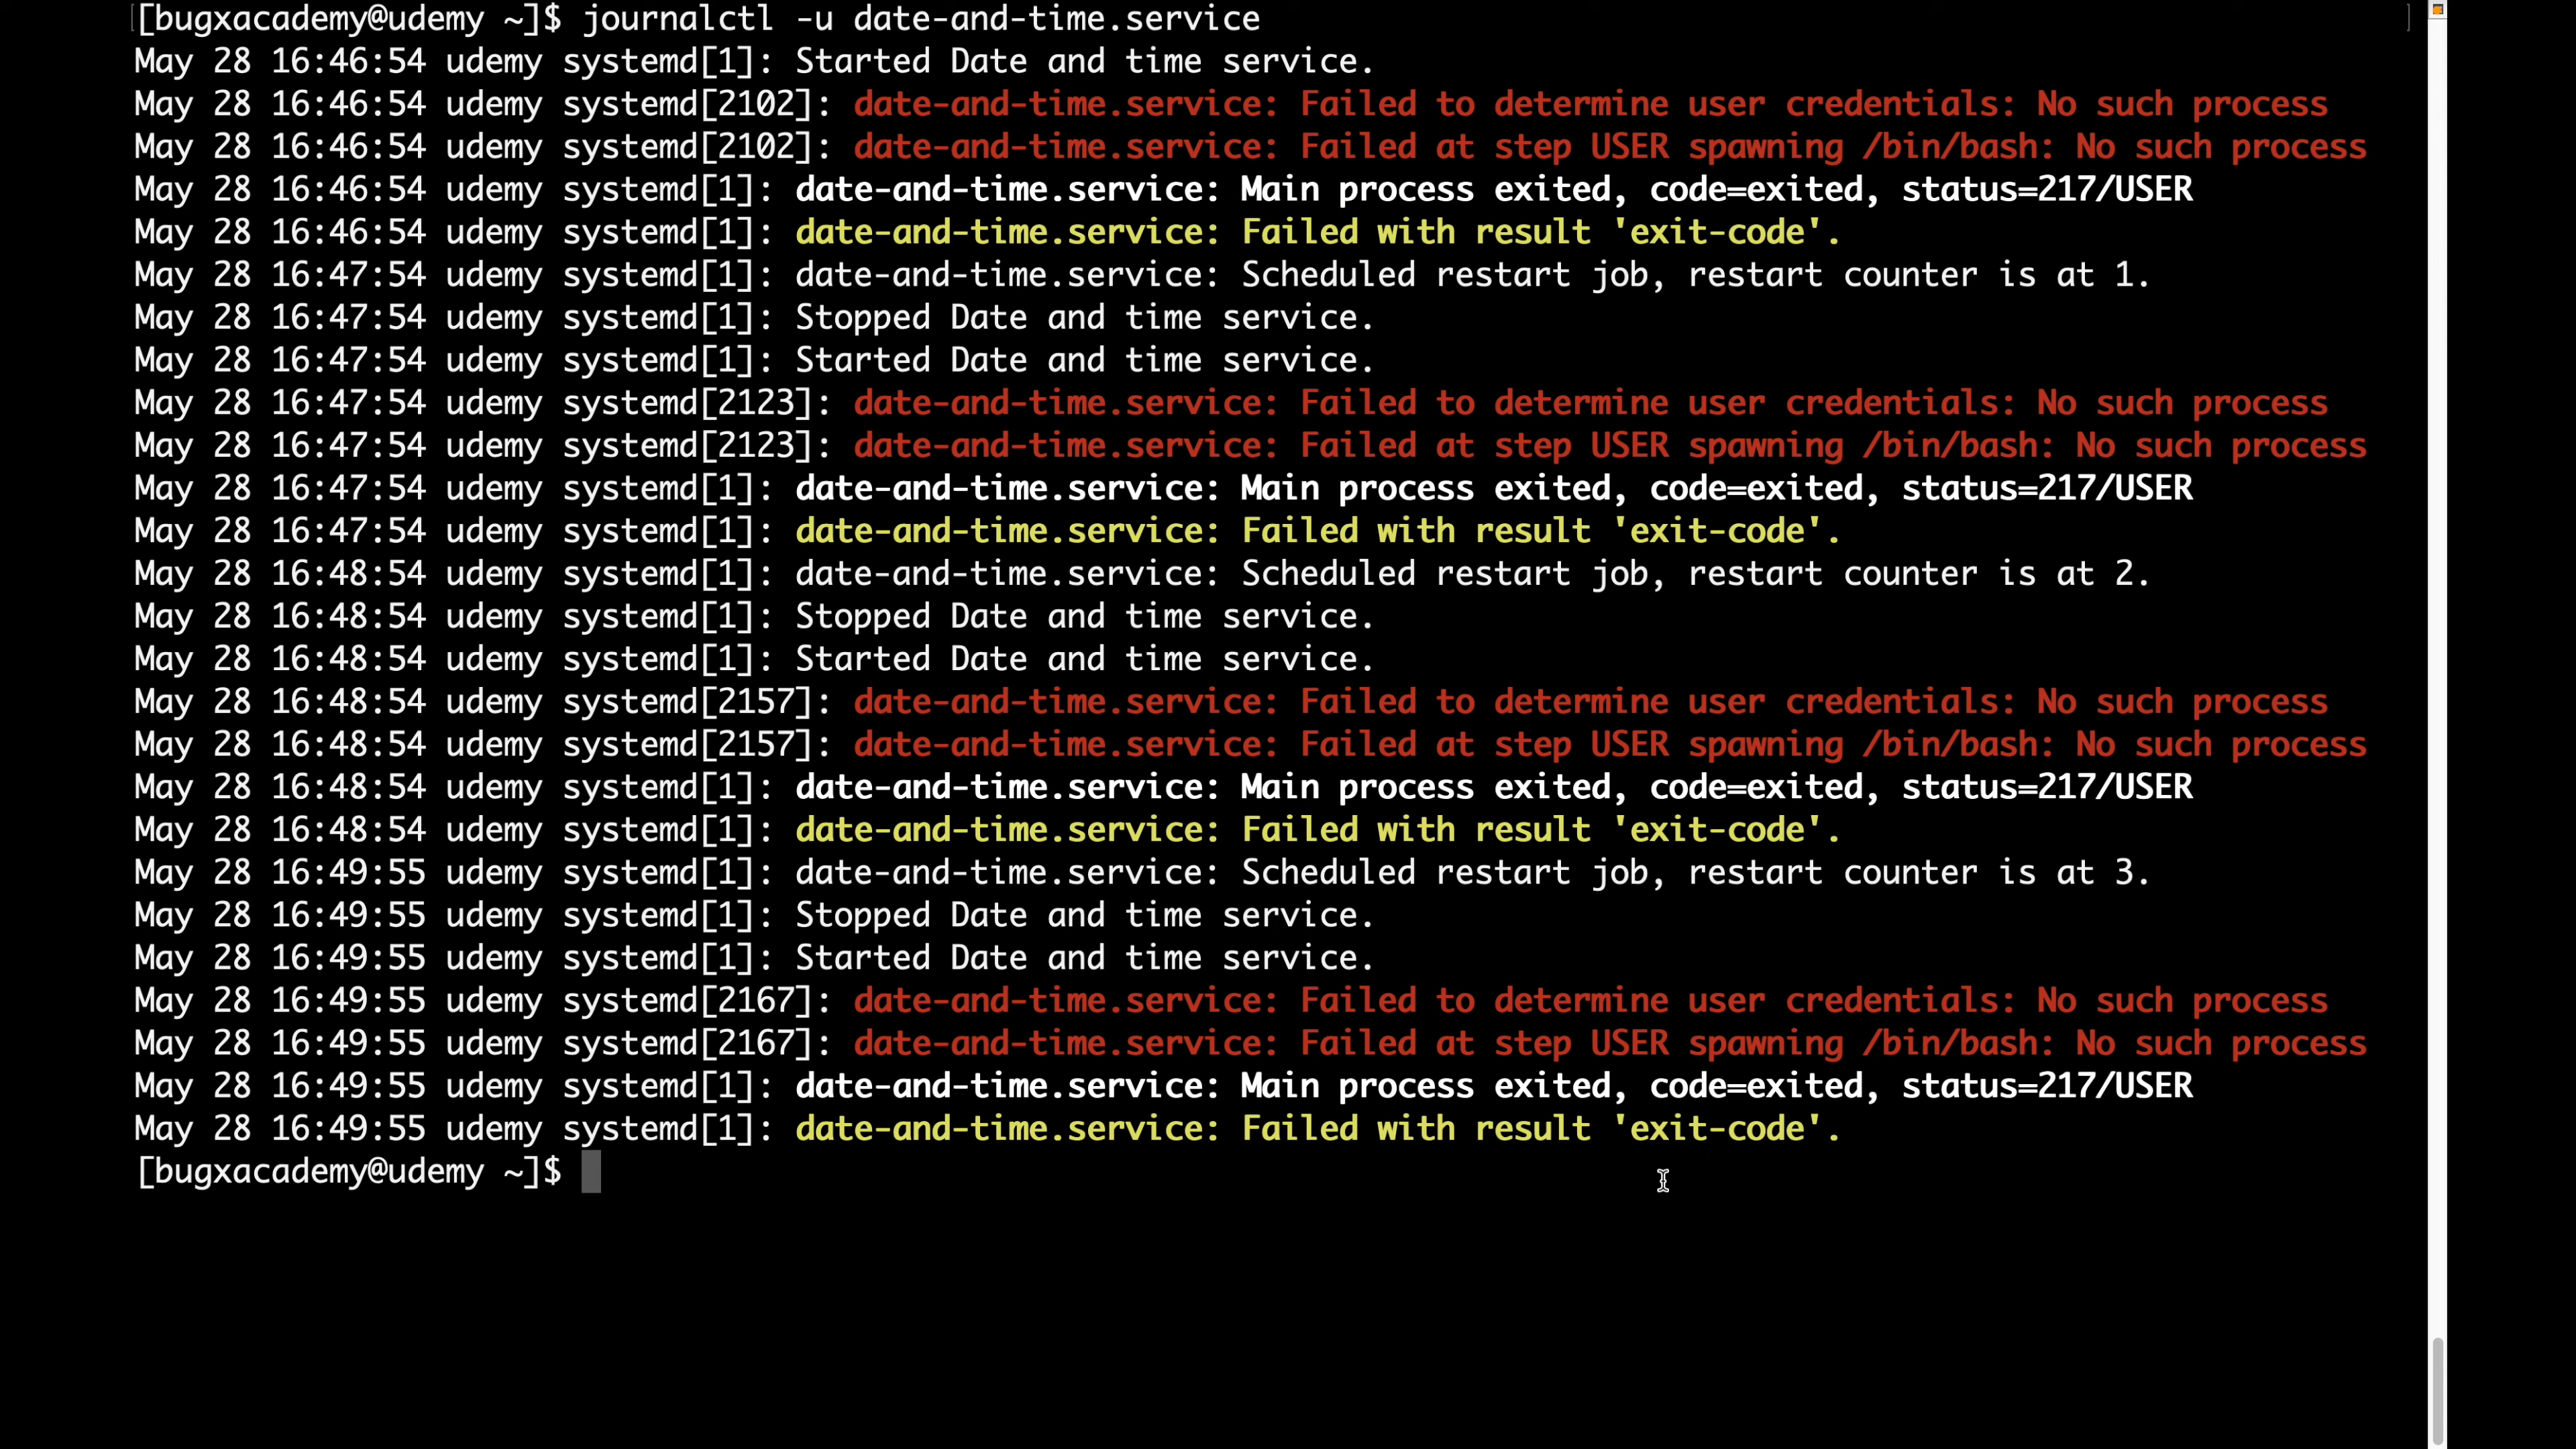 [bugxacademy@udemy ~]$ journalctl -u date-and-time.service
May 28 16:46:54 udemy systemd[1]: Started Date and time service.
May 28 16:46:54 udemy systemd[2102]: date-and-time.service: Failed to determine user credentials: No such process
May 28 16:46:54 udemy systemd[2102]: date-and-time.service: Failed at step USER spawning /bin/bash: No such process
May 28 16:46:54 udemy systemd[1]: date-and-time.service: Main process exited, code=exited, status=217/USER
May 28 16:46:54 udemy systemd[1]: date-and-time.service: Failed with result 'exit-code'.
May 28 16:47:54 udemy systemd[1]: date-and-time.service: Scheduled restart job, restart counter is at 1.
May 28 16:47:54 udemy systemd[1]: Stopped Date and time service.
May 28 16:47:54 udemy systemd[1]: Started Date and time service.
May 28 16:47:54 udemy systemd[2123]: date-and-time.service: Failed to determine user credentials: No such process
May 28 16:47:54 udemy systemd[2123]: date-and-time.service: Failed at step USER spawning /bin/bash: No such process
May 28 16:47:54 udemy systemd[1]: date-and-time.service: Main process exited, code=exited, status=217/USER
May 28 16:47:54 udemy systemd[1]: date-and-time.service: Failed with result 'exit-code'.
May 28 16:48:54 udemy systemd[1]: date-and-time.service: Scheduled restart job, restart counter is at 2.
May 28 16:48:54 udemy systemd[1]: Stopped Date and time service.
May 28 16:48:54 udemy systemd[1]: Started Date and time service.
May 28 16:48:54 udemy systemd[2157]: date-and-time.service: Failed to determine user credentials: No such process
May 28 16:48:54 udemy systemd[2157]: date-and-time.service: Failed at step USER spawning /bin/bash: No such process
May 28 16:48:54 udemy systemd[1]: date-and-time.service: Main process exited, code=exited, status=217/USER
May 28 16:48:54 udemy systemd[1]: date-and-time.service: Failed with result 'exit-code'.
May 28 16:49:55 udemy systemd[1]: date-and-time.service: Scheduled restart job, restart counter is at 3.
May 28 16:49:55 udemy systemd[1]: Stopped Date and time service.
May 28 16:49:55 udemy systemd[1]: Started Date and time service.
May 28 16:49:55 udemy systemd[2167]: date-and-time.service: Failed to determine user credentials: No such process
May 28 16:49:55 udemy systemd[2167]: date-and-time.service: Failed at step USER spawning /bin/bash: No such process
May 28 16:49:55 udemy systemd[1]: date-and-time.service: Main process exited, code=exited, status=217/USER
May 28 16:49:55 udemy systemd[1]: date-and-time.service: Failed with result 'exit-code'.
[bugxacademy@udemy ~]$